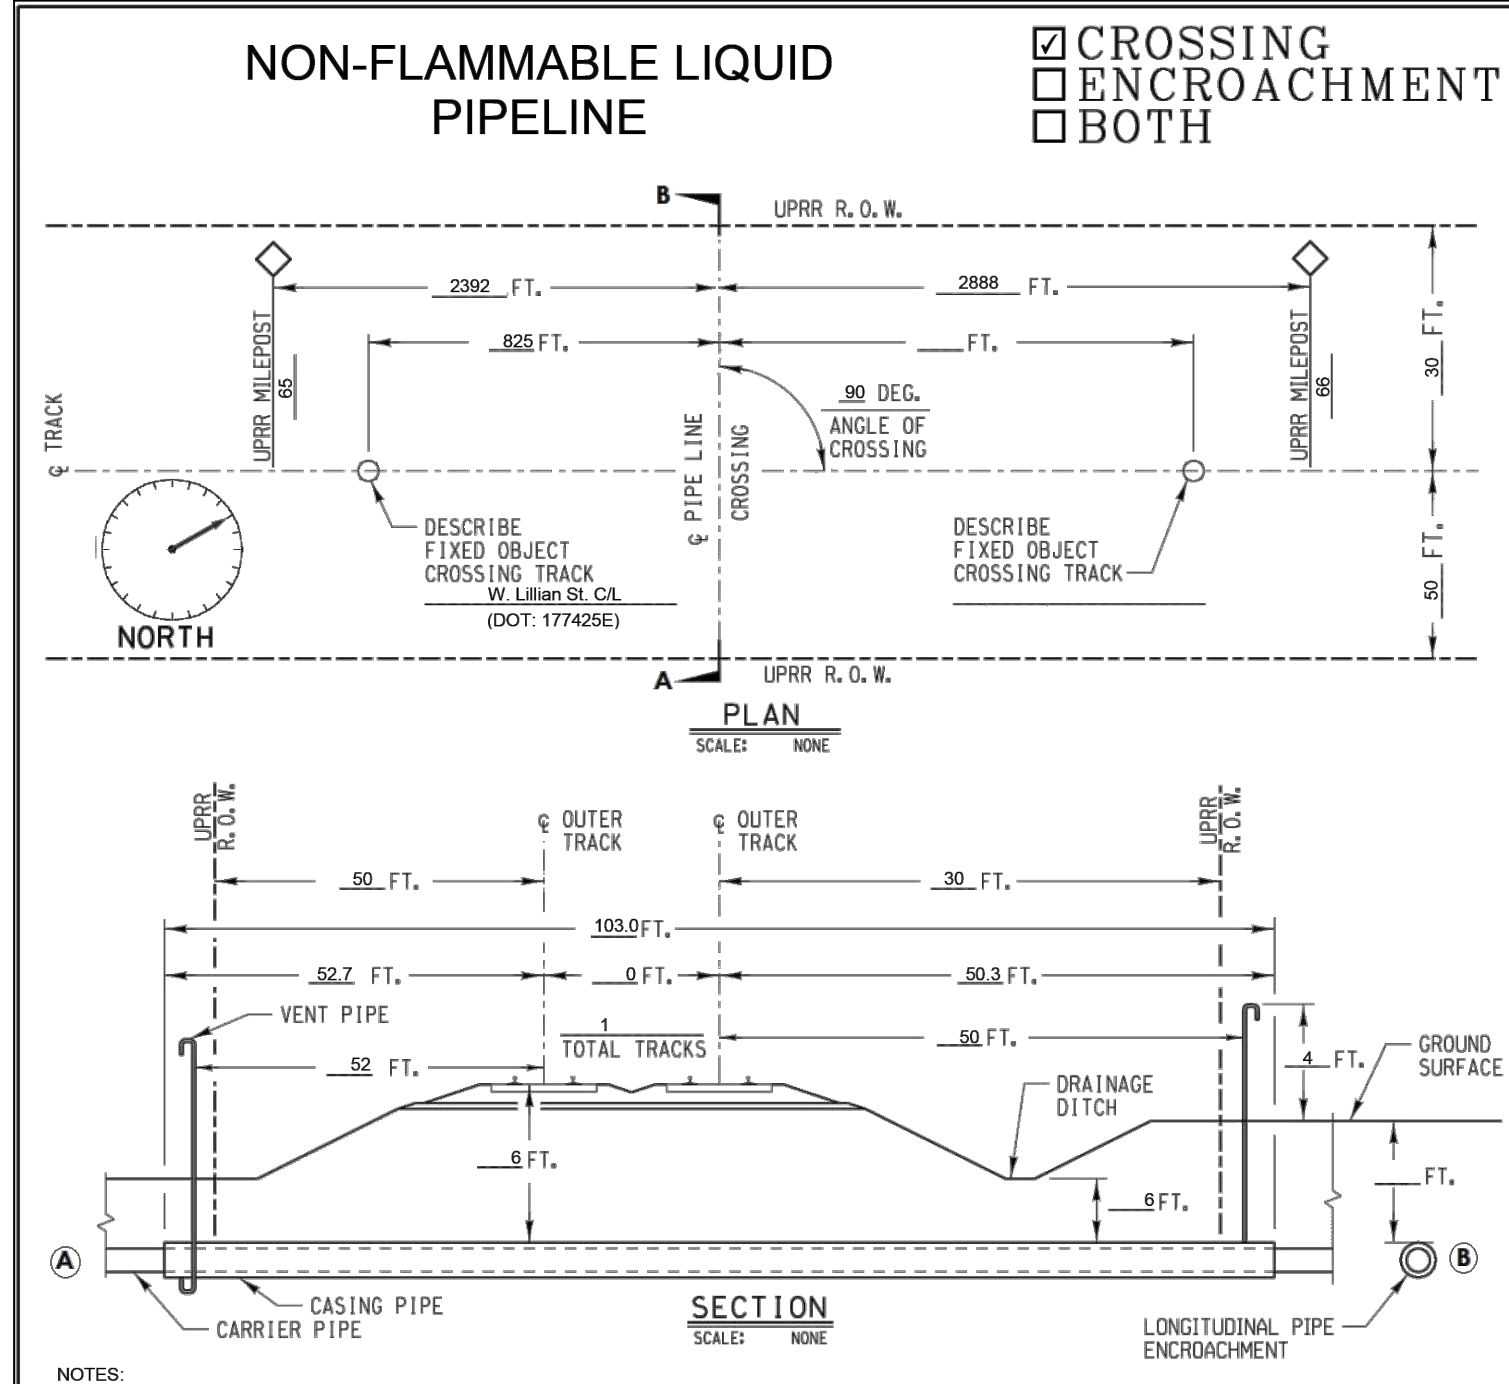 NON-FLAMMABLE LIQUID
PIPELINE
☑ CROSSING
☐ ENCROACHMENT
☐ BOTH
B
UPRR R.O.W.
2392 FT.
2888 FT.
825 FT.
FT.
30 FT.
UPRR MILEPOST
65
UPRR MILEPOST
66
90 DEG.
ANGLE OF
CROSSING
℄ TRACK
℄ PIPE LINE
CROSSING
DESCRIBE
FIXED OBJECT
CROSSING TRACK
W. Lillian St. C/L
(DOT: 177425E)
DESCRIBE
FIXED OBJECT
CROSSING TRACK
50 FT.
NORTH
A
UPRR R.O.W.
PLAN
SCALE: NONE
UPRR
R.O.W.
℄ OUTER
TRACK
℄ OUTER
TRACK
UPRR
R.O.W.
50 FT.
30 FT.
103.0 FT.
52.7 FT.
0 FT.
50.3 FT.
VENT PIPE
1
TOTAL TRACKS
50 FT.
52 FT.
4 FT.
GROUND
SURFACE
DRAINAGE
DITCH
6 FT.
6 FT.
FT.
A
B
CASING PIPE
CARRIER PIPE
SECTION
SCALE: NONE
LONGITUDINAL PIPE
ENCROACHMENT
NOTES: